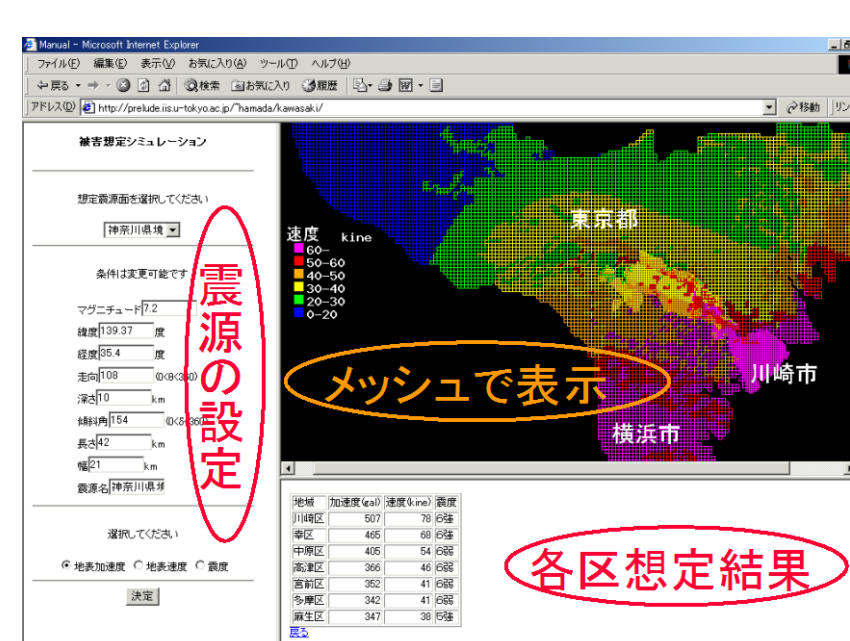 Manual - Microsoft Internet Explorer
ファイル(F) 編集(E) 表示(V) お気に入り(A) ツール(T) ヘルプ(H)
戻る 検索 お気に入り 履歴
アドレス(D) http://prelude.iis.u-tokyo.ac.jp/~hamada/kawasaki/ 移動 リン
被害想定シミュレーション
想定震源面を選択してください
神奈川県境
条件は変更可能です
マグニチュード 7.2
緯度 139.37 度
経度 35.4 度
走向 108 (0<θ<360)
深さ 10 km
傾斜角 154 (0<δ<360)
長さ 42 km
幅 21 km
震源名 神奈川県境
選択してください
地表加速度 地表速度 震度
決定
震源の設定
速度 kine
60-
50-60
40-50
30-40
20-30
0-20
東京都
メッシュで表示
川崎市
横浜市
地域 加速度(gal) 速度(kine) 震度
川崎区 507 78 6強
幸区 465 68 6強
中原区 405 54 6弱
高津区 366 46 6弱
宮前区 352 41 6弱
多摩区 342 41 6弱
麻生区 347 38 5強
戻る
各区想定結果